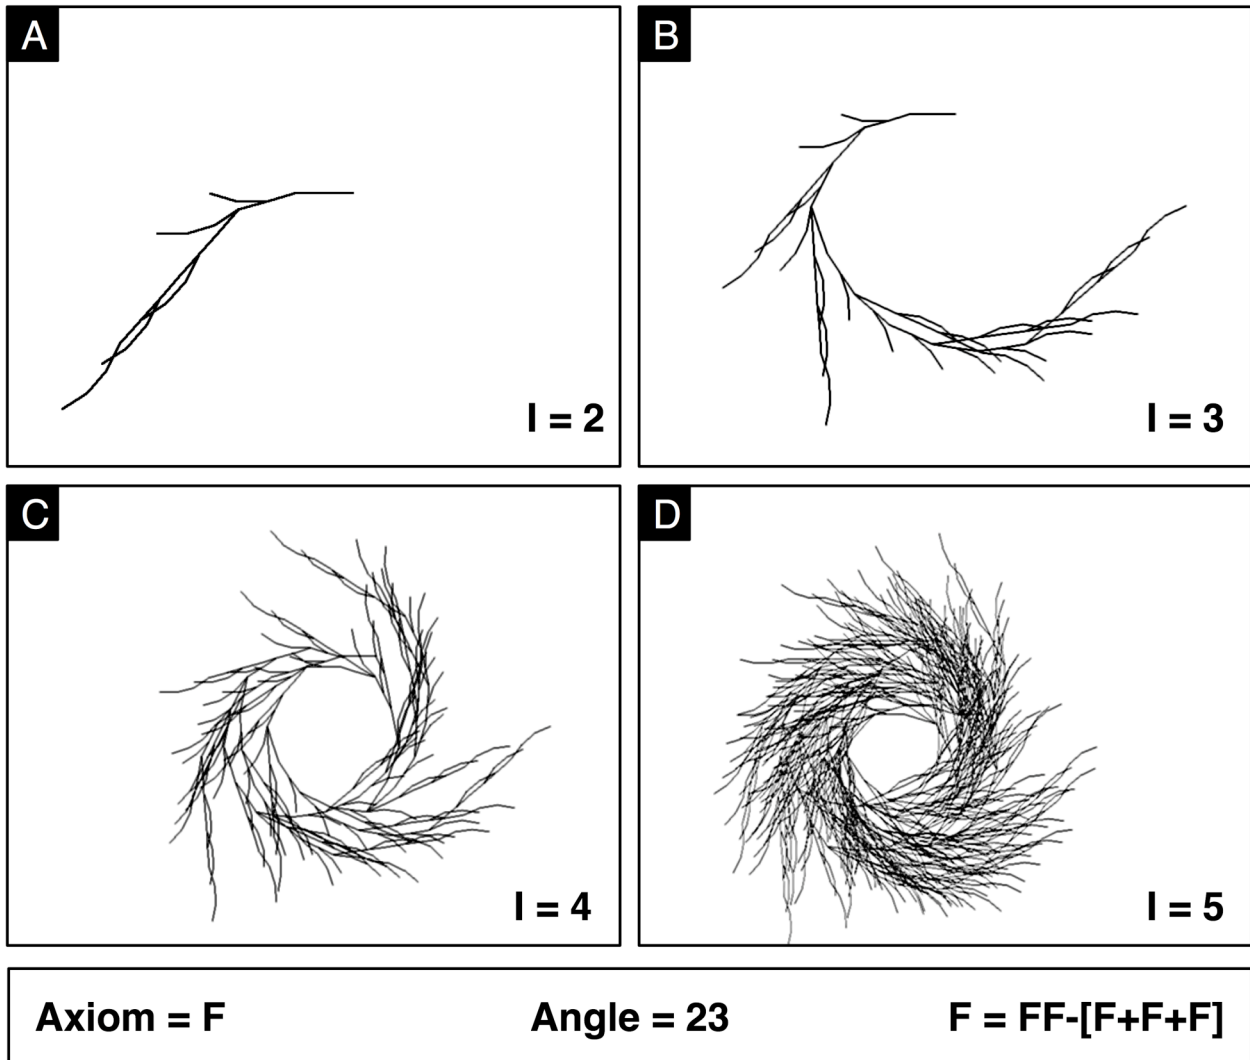 A
I = 2
B
I = 3
C
I = 4
D
I = 5
Axiom = F Angle = 23 F = FF-[F+F+F]